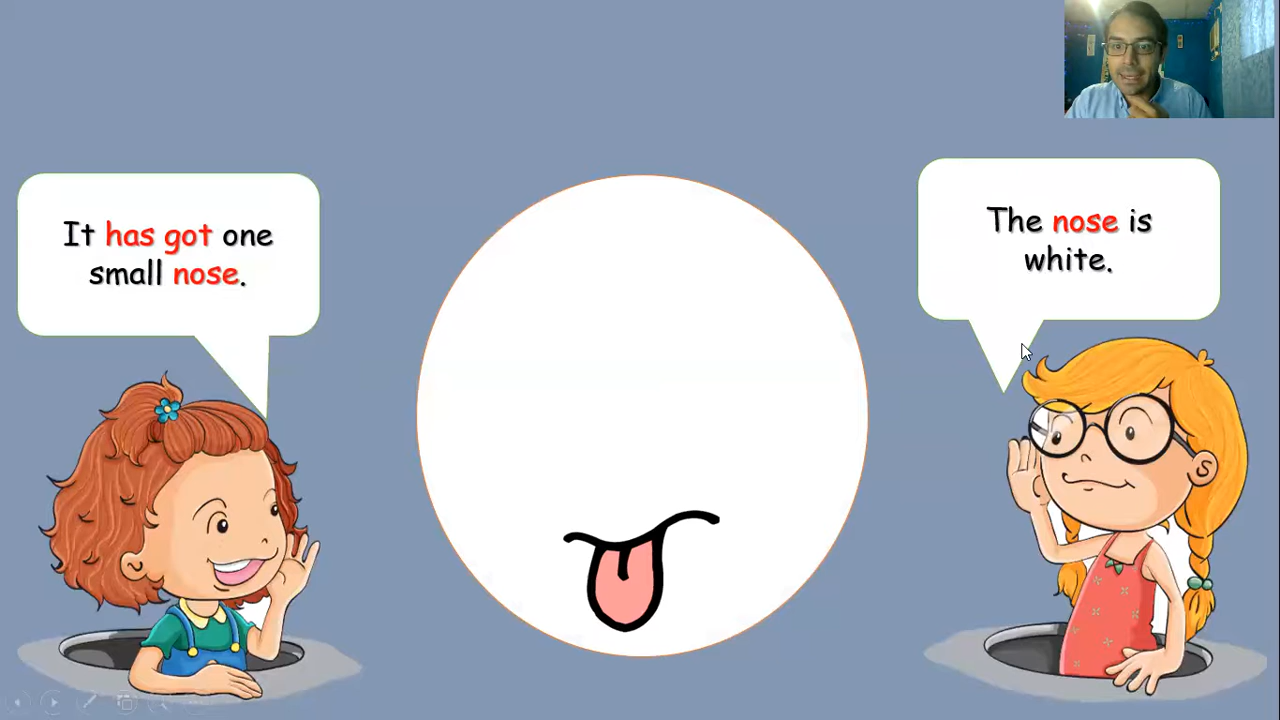 It has got one
small nose.
The nose is
white.